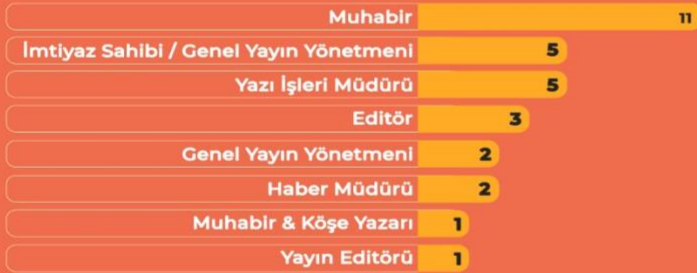 Muhabir 11
İmtiyaz Sahibi / Genel Yayın Yönetmeni 5
Yazı İşleri Müdürü 5
Editör 3
Genel Yayın Yönetmeni 2
Haber Müdürü 2
Muhabir & Köşe Yazarı 1
Yayın Editörü 1